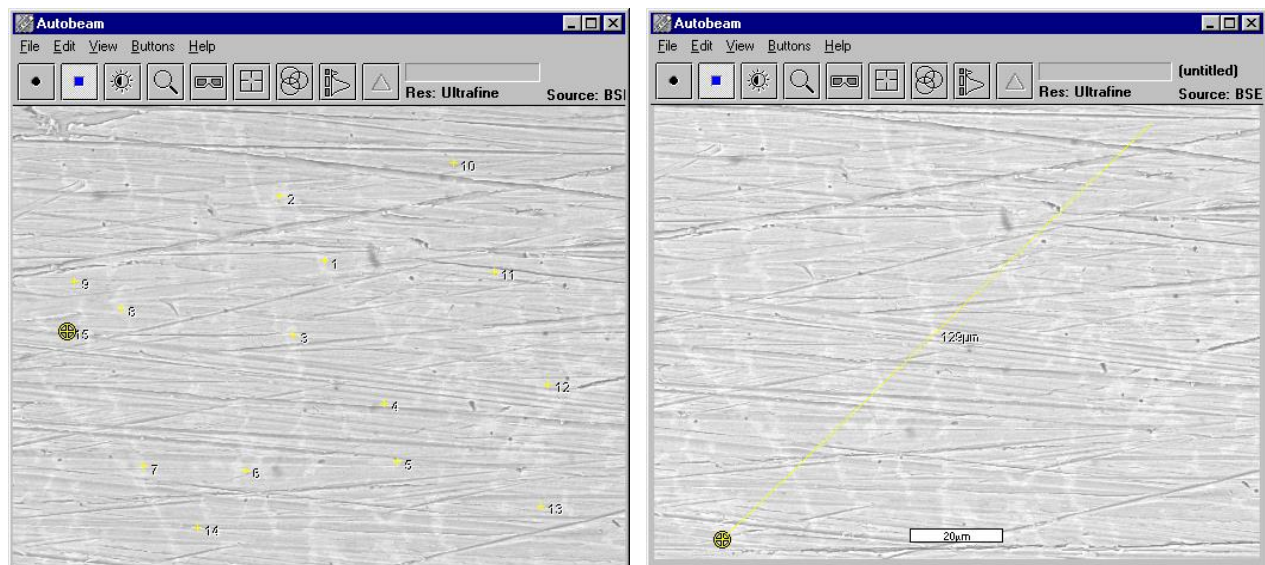 Autobeam
File Edit View Buttons Help
Res: Ultrafine Source: BSI
10
2
1
11
9
8
15
3
12
4
5
7
6
13
14
Autobeam
File Edit View Buttons Help
(untitled)
Res: Ultrafine Source: BSE
129µm
20µm